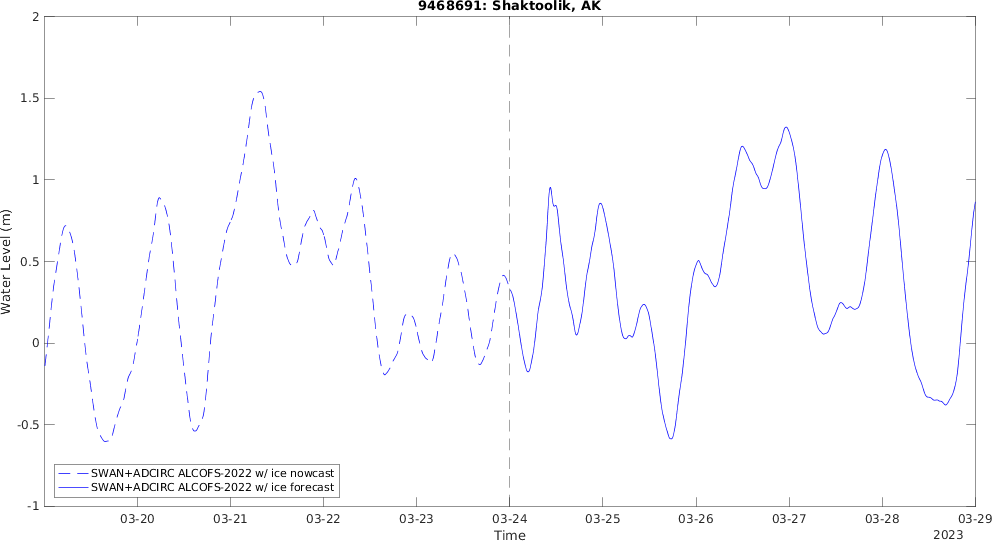 9468691: Shaktoolik, AK
Water Level (m)
2
1.5
1
0.5
0
-0.5
-1
SWAN+ADCIRC ALCOFS-2022 w/ ice nowcast
SWAN+ADCIRC ALCOFS-2022 w/ ice forecast
03-20 03-21 03-22 03-23 03-24 03-25 03-26 03-27 03-28 03-29
Time
2023